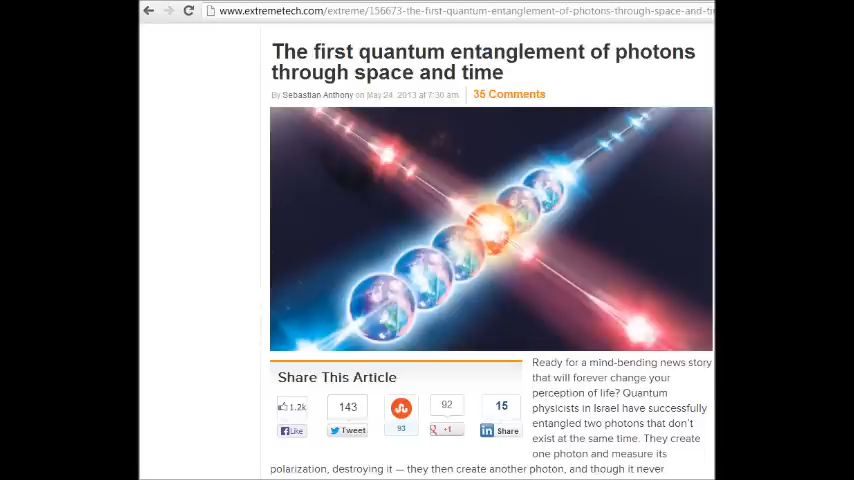 www.extremetech.com/extreme/156673-the-first-quantum-entanglement-of-photons-through-space-and-ti
The first quantum entanglement of photons
through space and time
By Sebastian Anthony on May 24, 2013 at 7:30 am
35 Comments
Share This Article
1.2k
143
92
15
Like
Tweet
93
+1
Share
Ready for a mind-bending news story
that will forever change your
perception of life? Quantum
physicists in Israel have successfully
entangled two photons that don't
exist at the same time. They create
one photon and measure its
polarization, destroying it — they then create another photon, and though it never